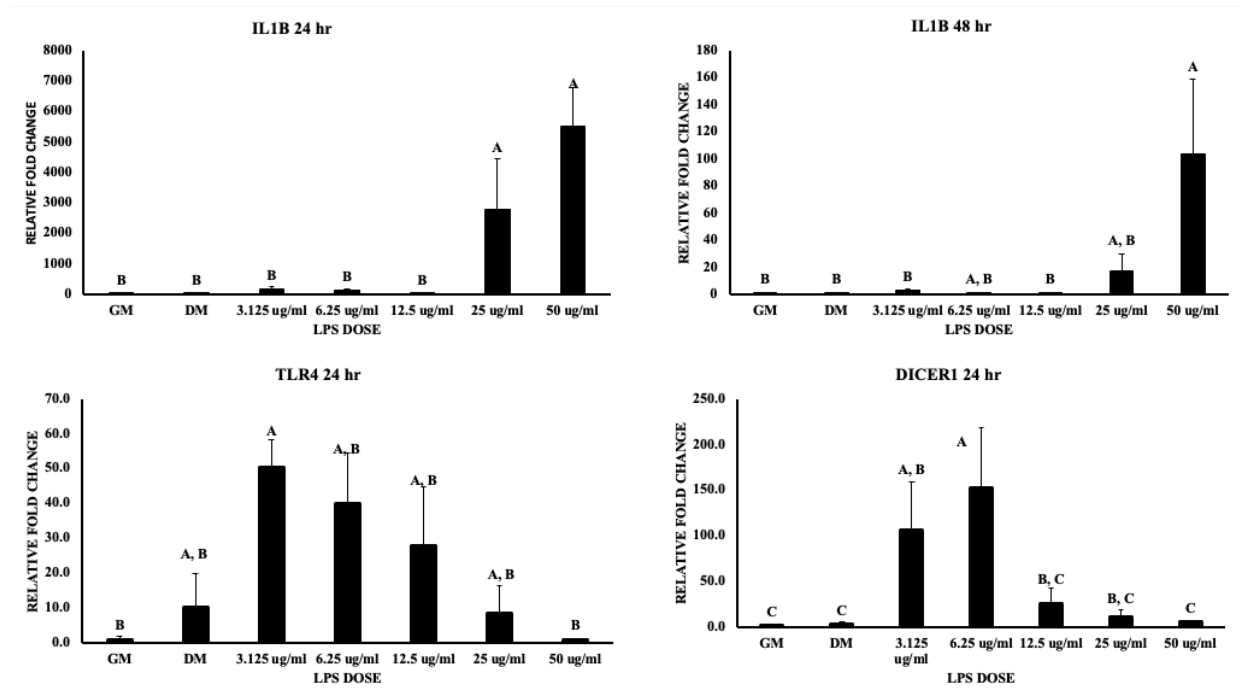 IL1B 24 hr
RELATIVE FOLD CHANGE
8000
7000
6000
5000
4000
3000
2000
1000
0
B
B
B
B
B
A
A
GM
DM
3.125 ug/ml
6.25 ug/ml
12.5 ug/ml
25 ug/ml
50 ug/ml
LPS DOSE
IL1B 48 hr
RELATIVE FOLD CHANGE
180
160
140
120
100
80
60
40
20
0
B
B
B
A, B
B
A, B
A
GM
DM
3.125 ug/ml
6.25 ug/ml
12.5 ug/ml
25 ug/ml
50 ug/ml
LPS DOSE
TLR4 24 hr
RELATIVE FOLD CHANGE
70.0
60.0
50.0
40.0
30.0
20.0
10.0
0.0
B
A, B
A
A, B
A, B
A, B
B
GM
DM
3.125 ug/ml
6.25 ug/ml
12.5 ug/ml
25 ug/ml
50 ug/ml
LPS DOSE
DICER1 24 hr
RELATIVE FOLD CHANGE
250.0
200.0
150.0
100.0
50.0
0.0
C
C
A, B
A
B, C
B, C
C
GM
DM
3.125
ug/ml
6.25 ug/ml
12.5 ug/ml
25 ug/ml
50 ug/ml
LPS DOSE